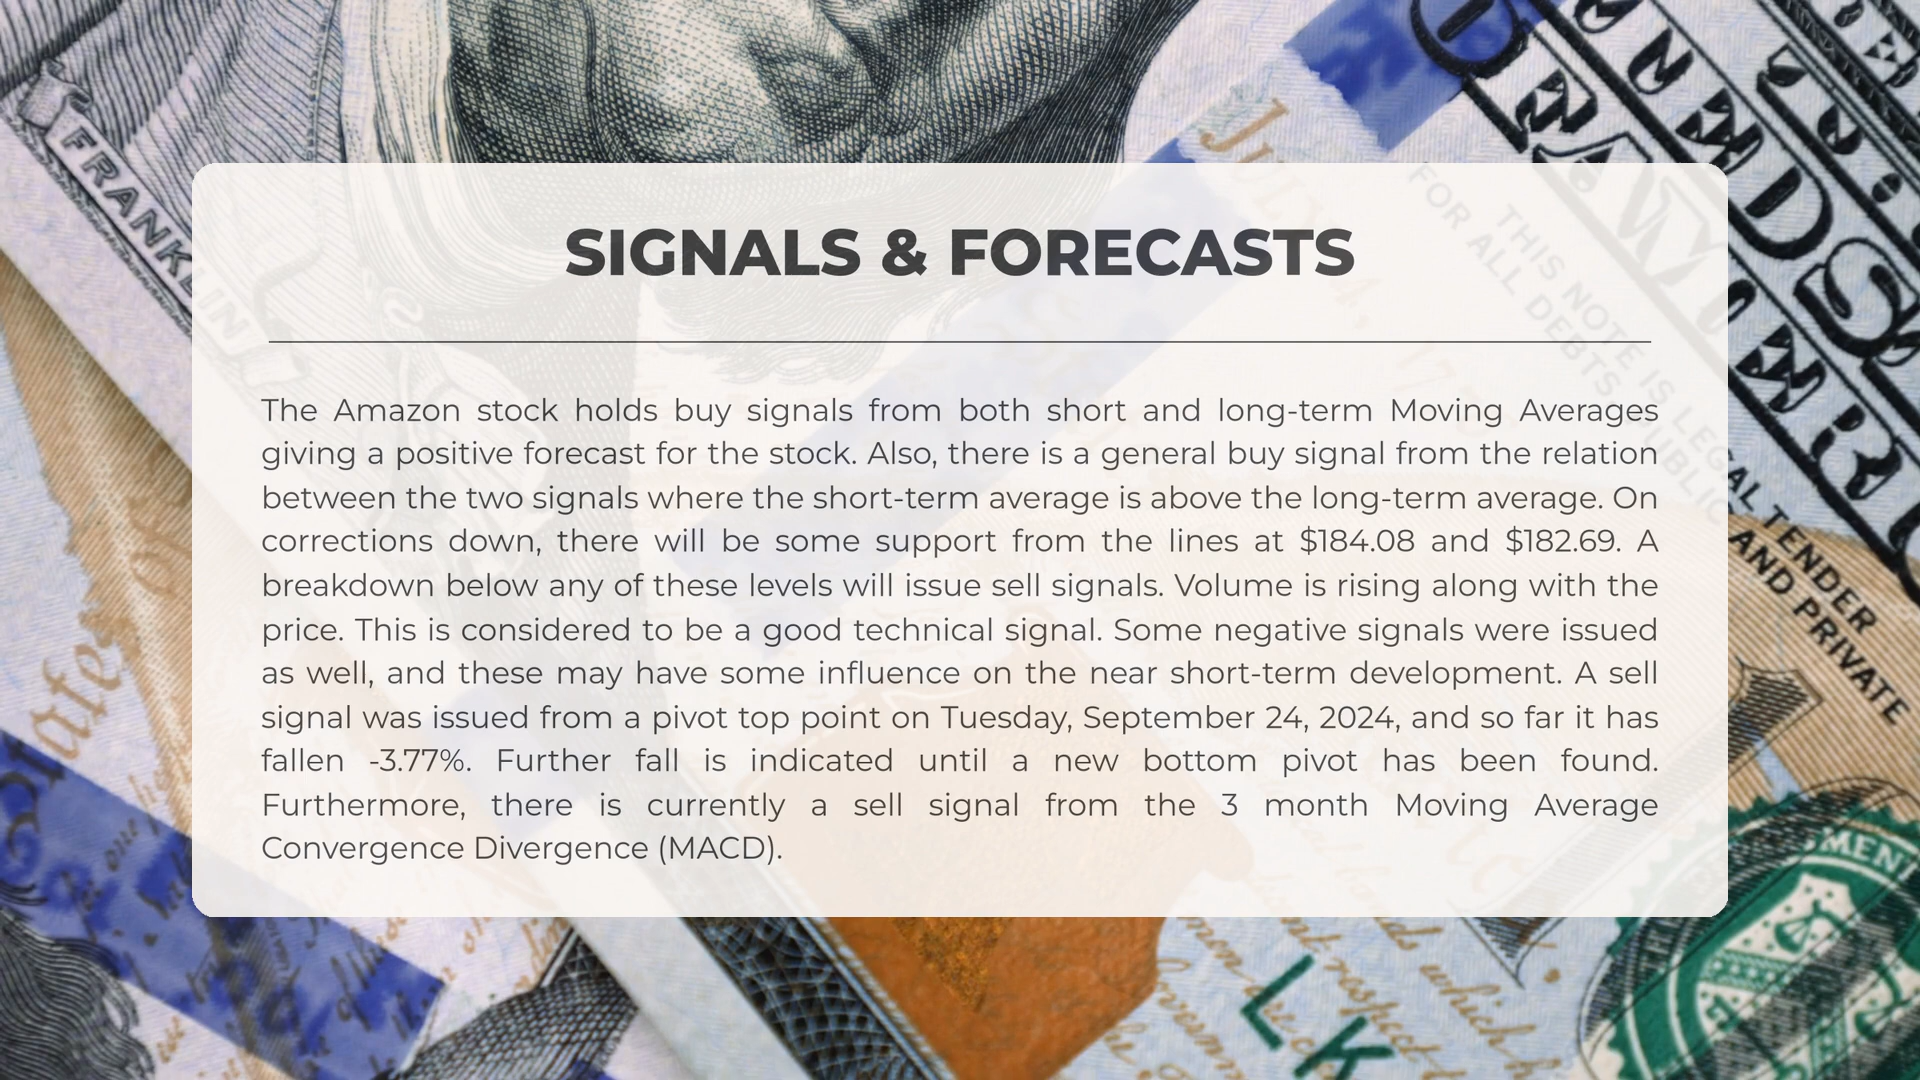 FRANKLIN
July 4, 1776
THIS NOTE IS LEGAL TENDER
FOR ALL DEBTS, PUBLIC AND PRIVATE
SIGNALS & FORECASTS
The Amazon stock holds buy signals from both short and long-term Moving Averages
giving a positive forecast for the stock. Also, there is a general buy signal from the relation
between the two signals where the short-term average is above the long-term average. On
corrections down, there will be some support from the lines at $184.08 and $182.69. A
breakdown below any of these levels will issue sell signals. Volume is rising along with the
price. This is considered to be a good technical signal. Some negative signals were issued
as well, and these may have some influence on the near short-term development. A sell
signal was issued from a pivot top point on Tuesday, September 24, 2024, and so far it has
fallen -3.77%. Further fall is indicated until a new bottom pivot has been found.
Furthermore, there is currently a sell signal from the 3 month Moving Average
Convergence Divergence (MACD).
LK